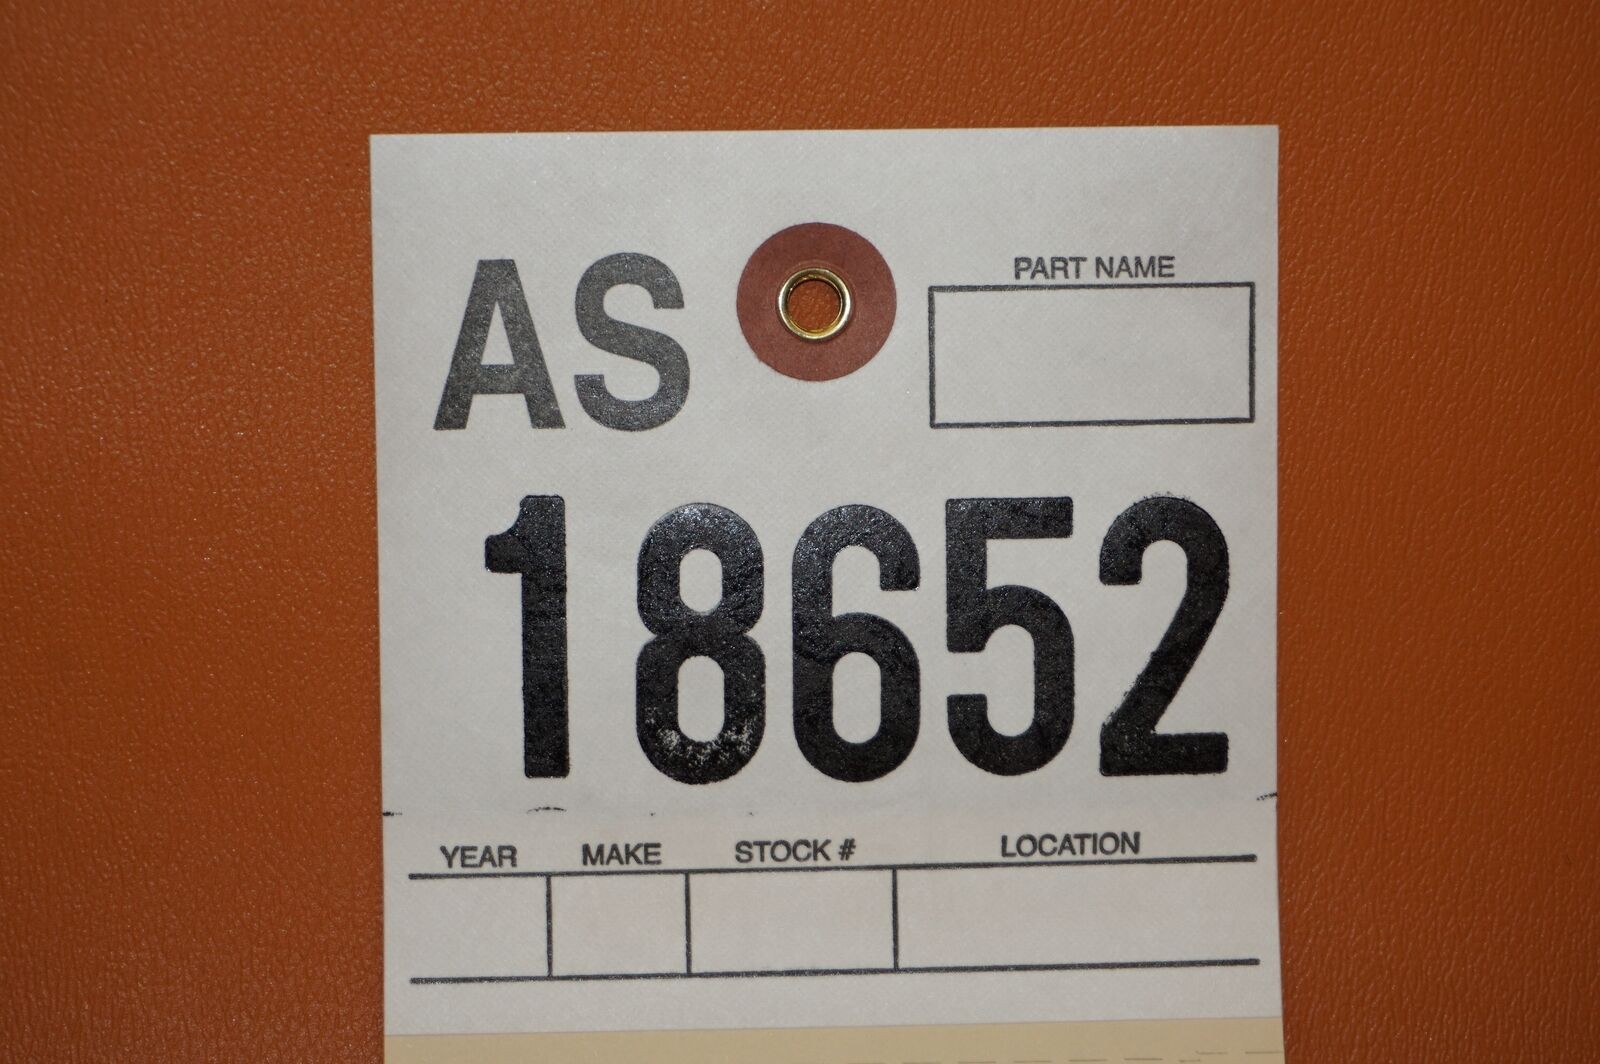 AS
PART NAME
18652
YEAR MAKE STOCK # LOCATION